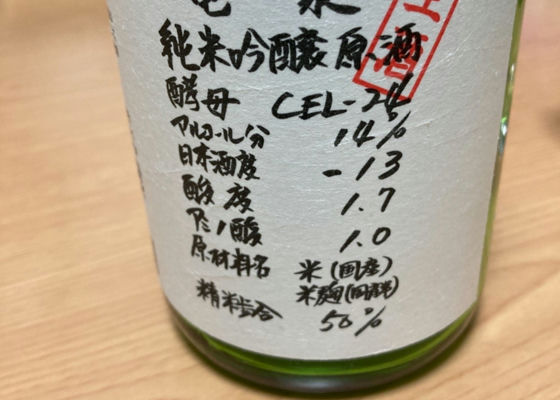 亀泉
純米吟醸原酒
酵母 CEL-24
アルコール分 14%
日本酒度 -13
酸度 1.7
アミノ酸 1.0
原材料名 米(国産)
米麹(国産)
精米歩合 50%